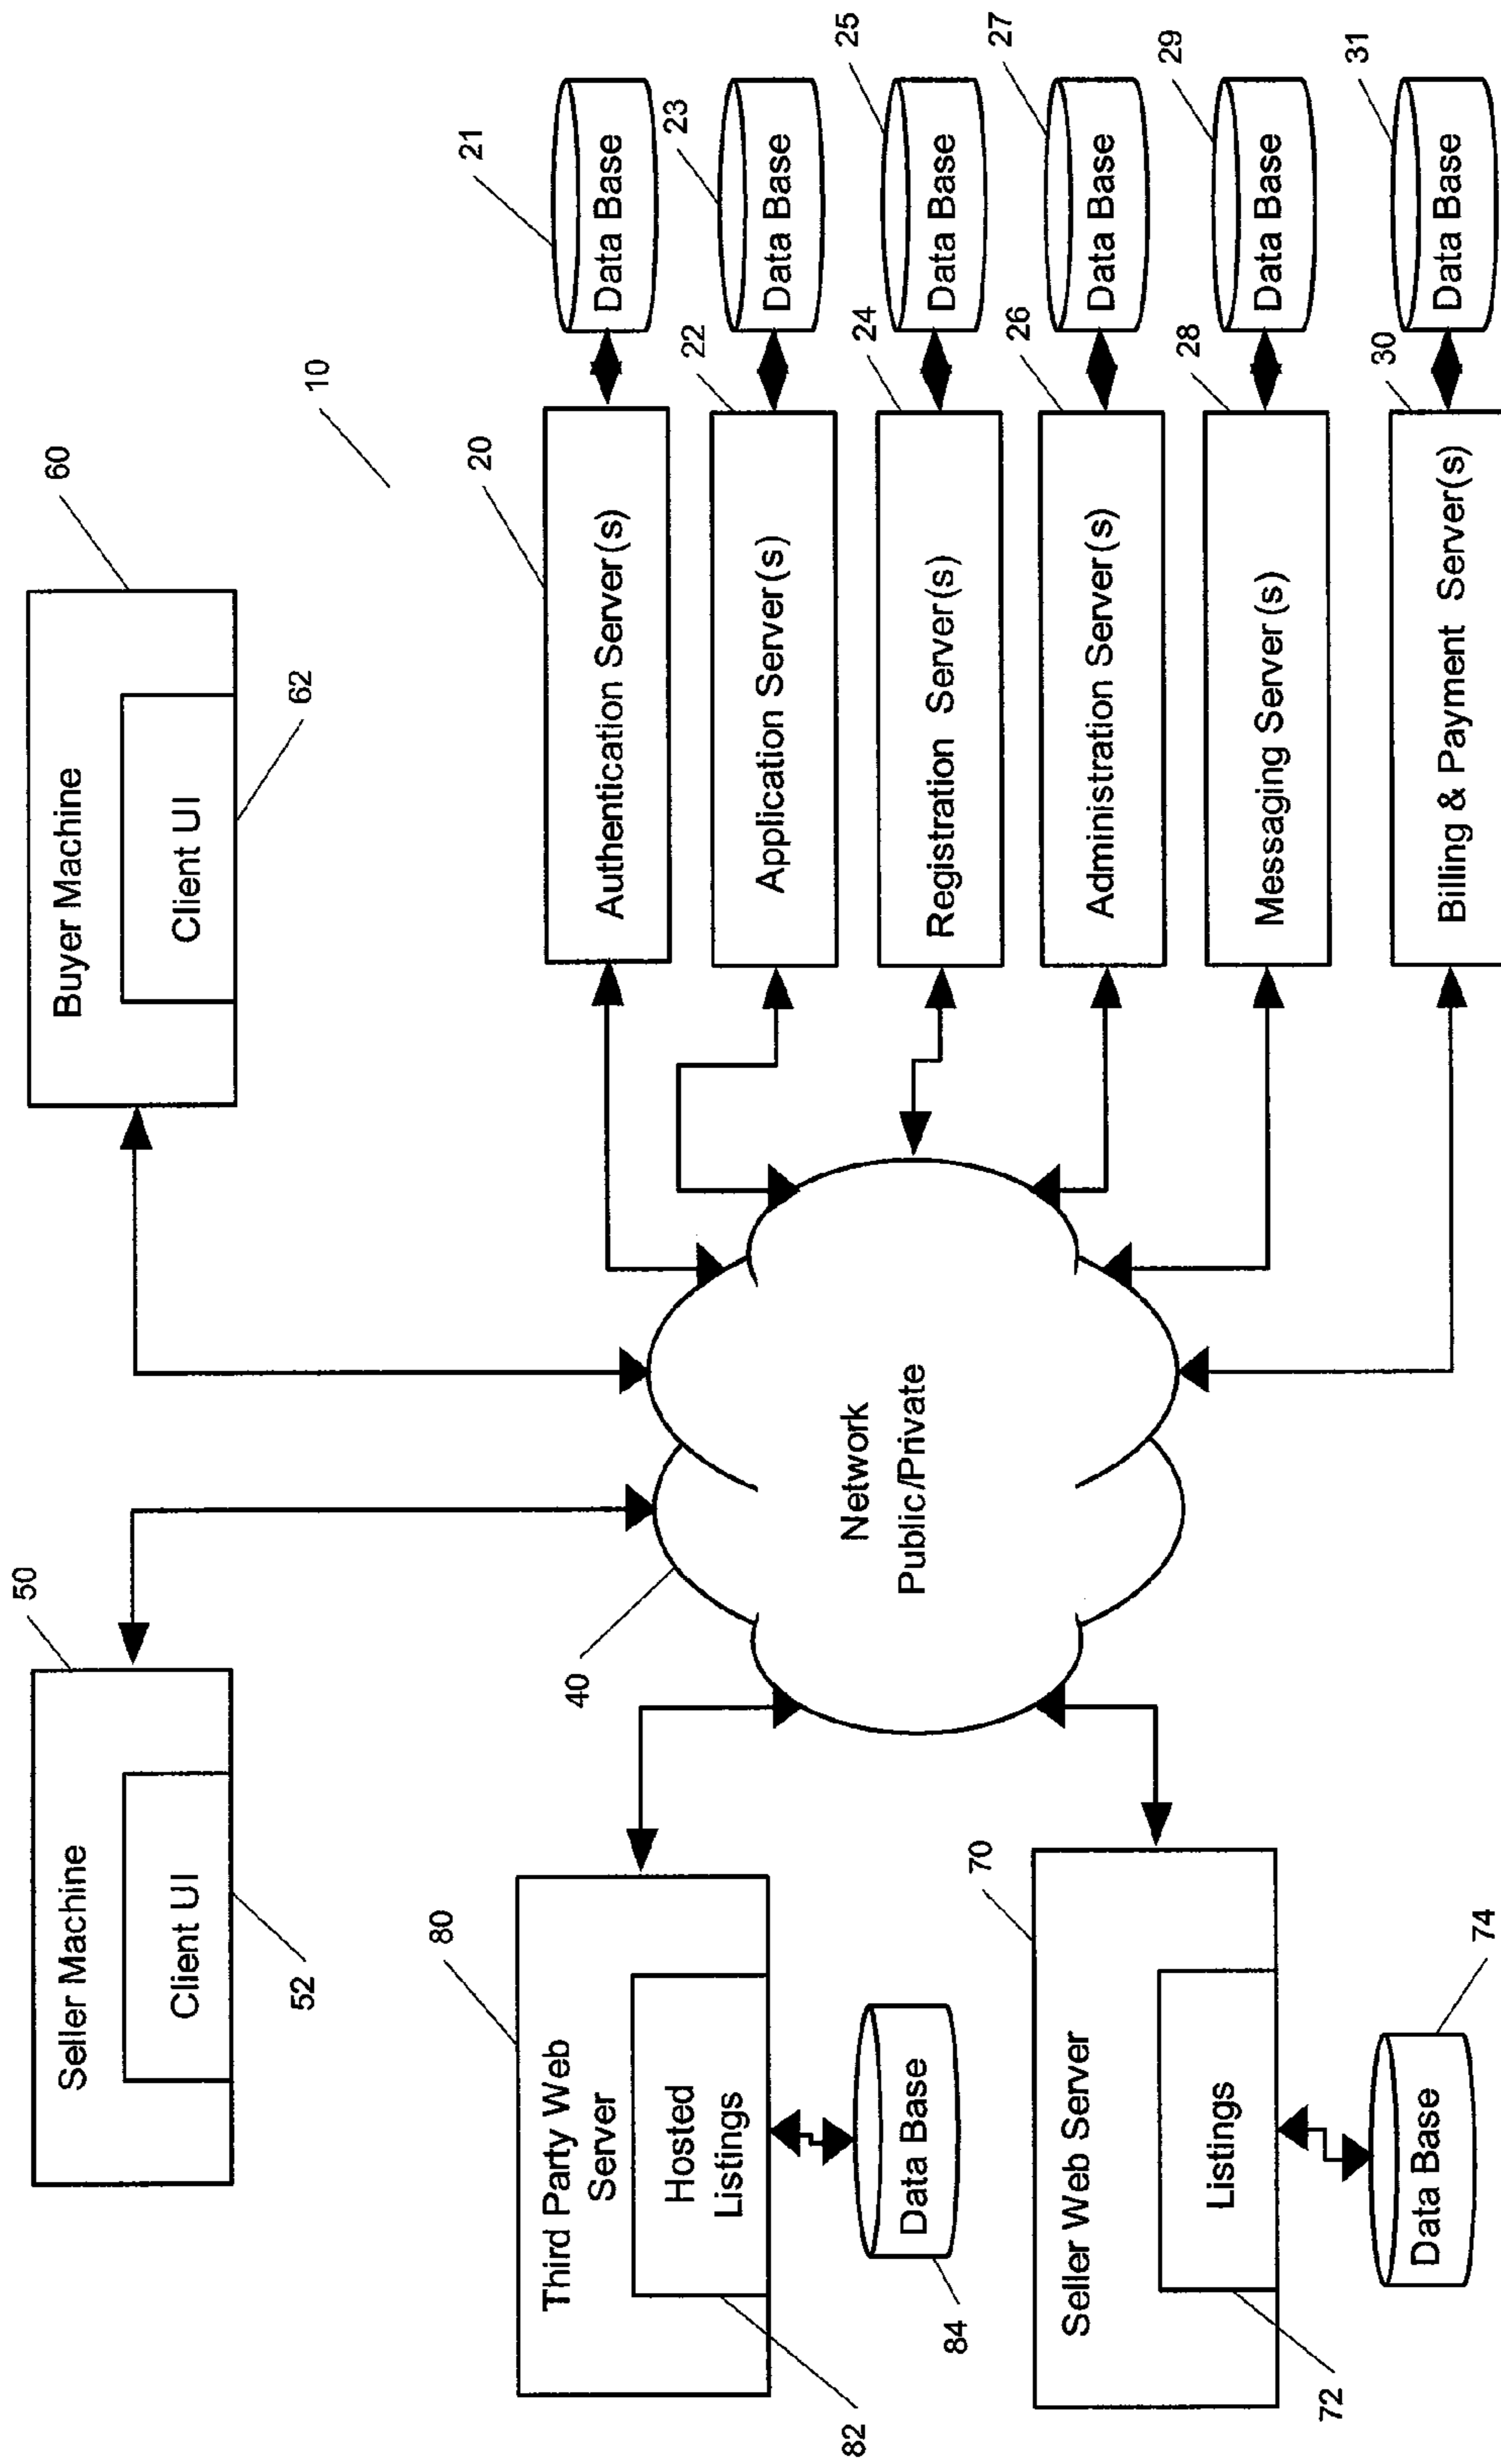 50
Seller Machine
Client UI
52
60
Buyer Machine
Client UI
62
10
80
Third Party Web
Server
Hosted
Listings
82
Data Base
84
70
Seller Web Server
Listings
72
Data Base
74
40
Network
Public/Private
20
Authentication Server(s)
21
Data Base
22
Application Server(s)
23
Data Base
24
Registration Server(s)
25
Data Base
26
Administration Server(s)
27
Data Base
28
Messaging Server(s)
29
Data Base
30
Billing & Payment Server(s)
31
Data Base